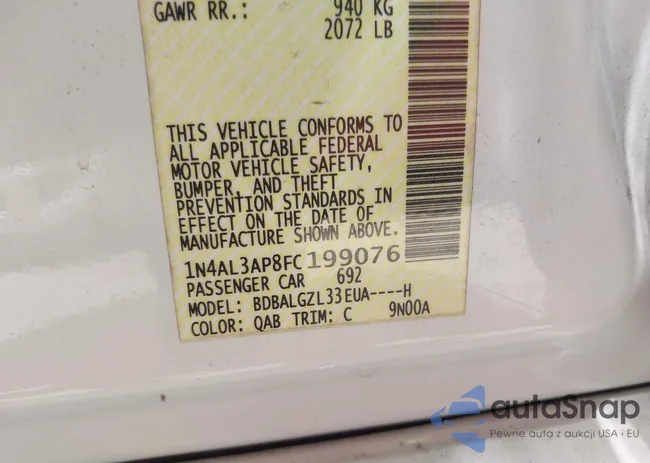 GAWR RR.: 940 KG
2072 LB
THIS VEHICLE CONFORMS TO
ALL APPLICABLE FEDERAL
MOTOR VEHICLE SAFETY,
BUMPER, AND THEFT
PREVENTION STANDARDS IN
EFFECT ON THE DATE OF
MANUFACTURE SHOWN ABOVE.
1N4AL3AP8FC199076
PASSENGER CAR 692
MODEL: BDBALGZL33EUA----H
COLOR: QAB TRIM: C 9N00A
autaSnap
Pewne auta z aukcji USA i EU